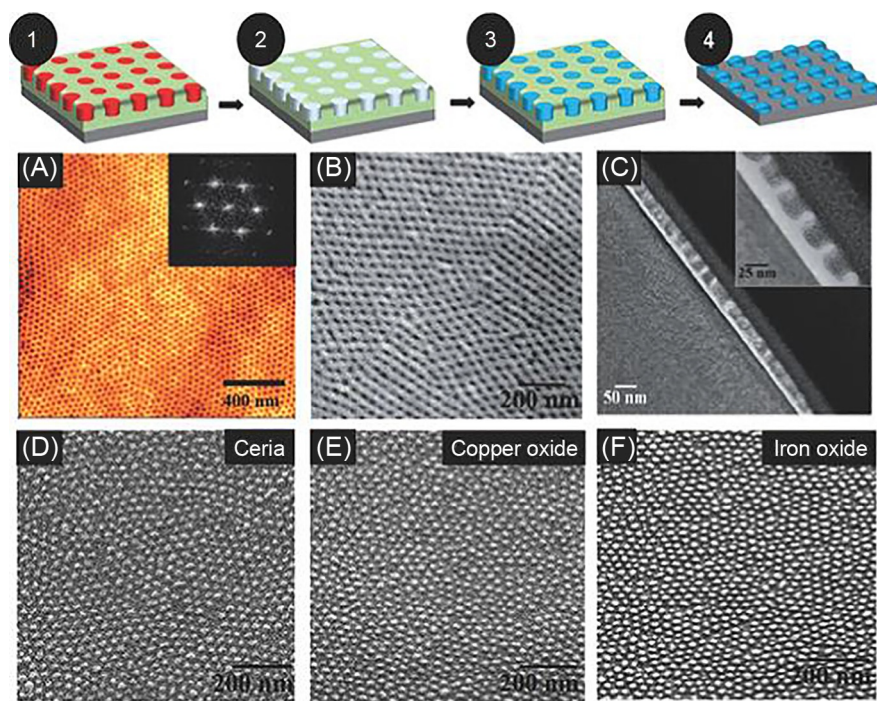 1
2
3
4
(A)
400 nm
(B)
200 nm
(C)
25 nm
50 nm
(D)
Ceria
200 nm
(E)
Copper oxide
200 nm
(F)
Iron oxide
200 nm